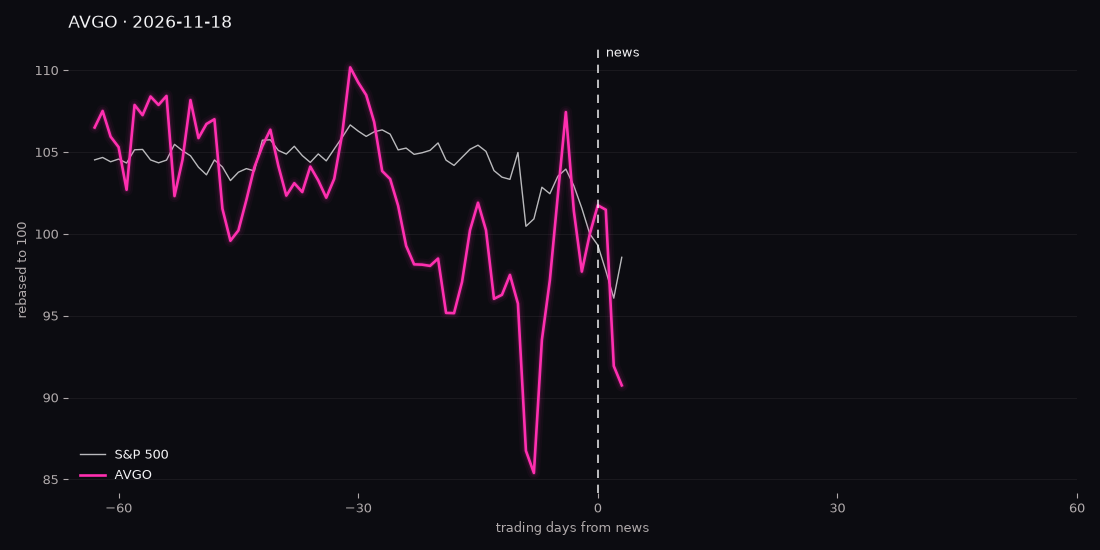 AVGO · 2026-11-18
news
110
105
100
95
90
85
rebased to 100
S&P 500
AVGO
−60
−30
0
30
60
trading days from news